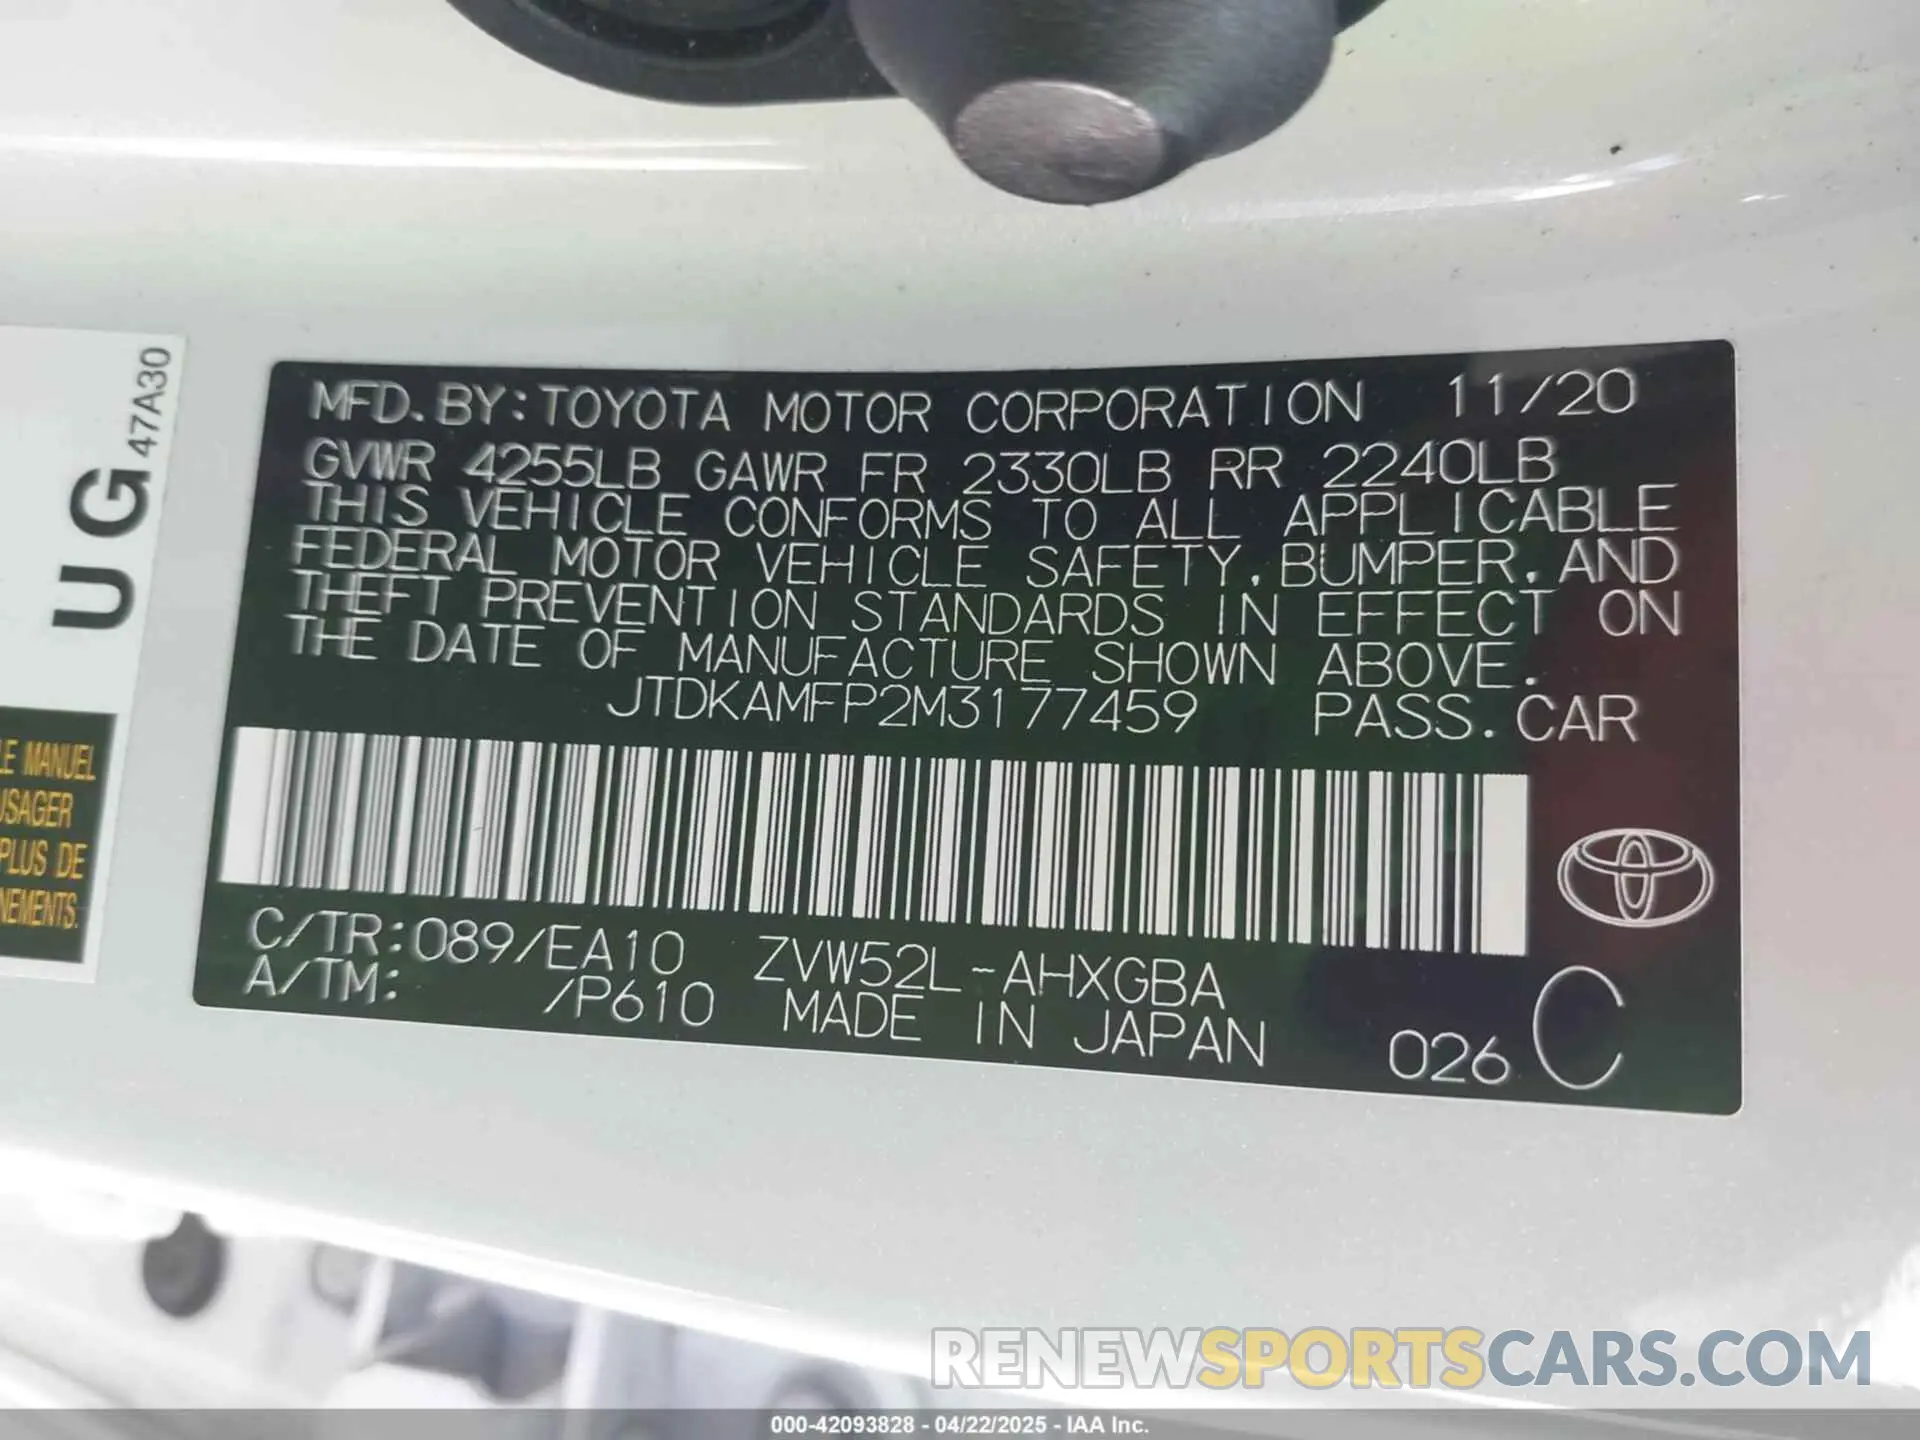 MFD. BY: TOYOTA MOTOR CORPORATION 11/20
GVWR 4255LB GAWR FR 2330LB RR 2240LB
THIS VEHICLE CONFORMS TO ALL APPLICABLE
FEDERAL MOTOR VEHICLE SAFETY, BUMPER, AND
THEFT PREVENTION STANDARDS IN EFFECT ON
THE DATE OF MANUFACTURE SHOWN ABOVE.
JTDKAMFP2M3177459 PASS. CAR
C/TR: 089/EA10 ZVW52L-AHXGBA
A/TM: /P610 MADE IN JAPAN
026 C
UG
47A30
LE MANUEL
USAGER
PLUS DE
NEMENTS.
RENEWSPORTSCARS.COM
000-42093828 - 04/22/2025 - IAA Inc.